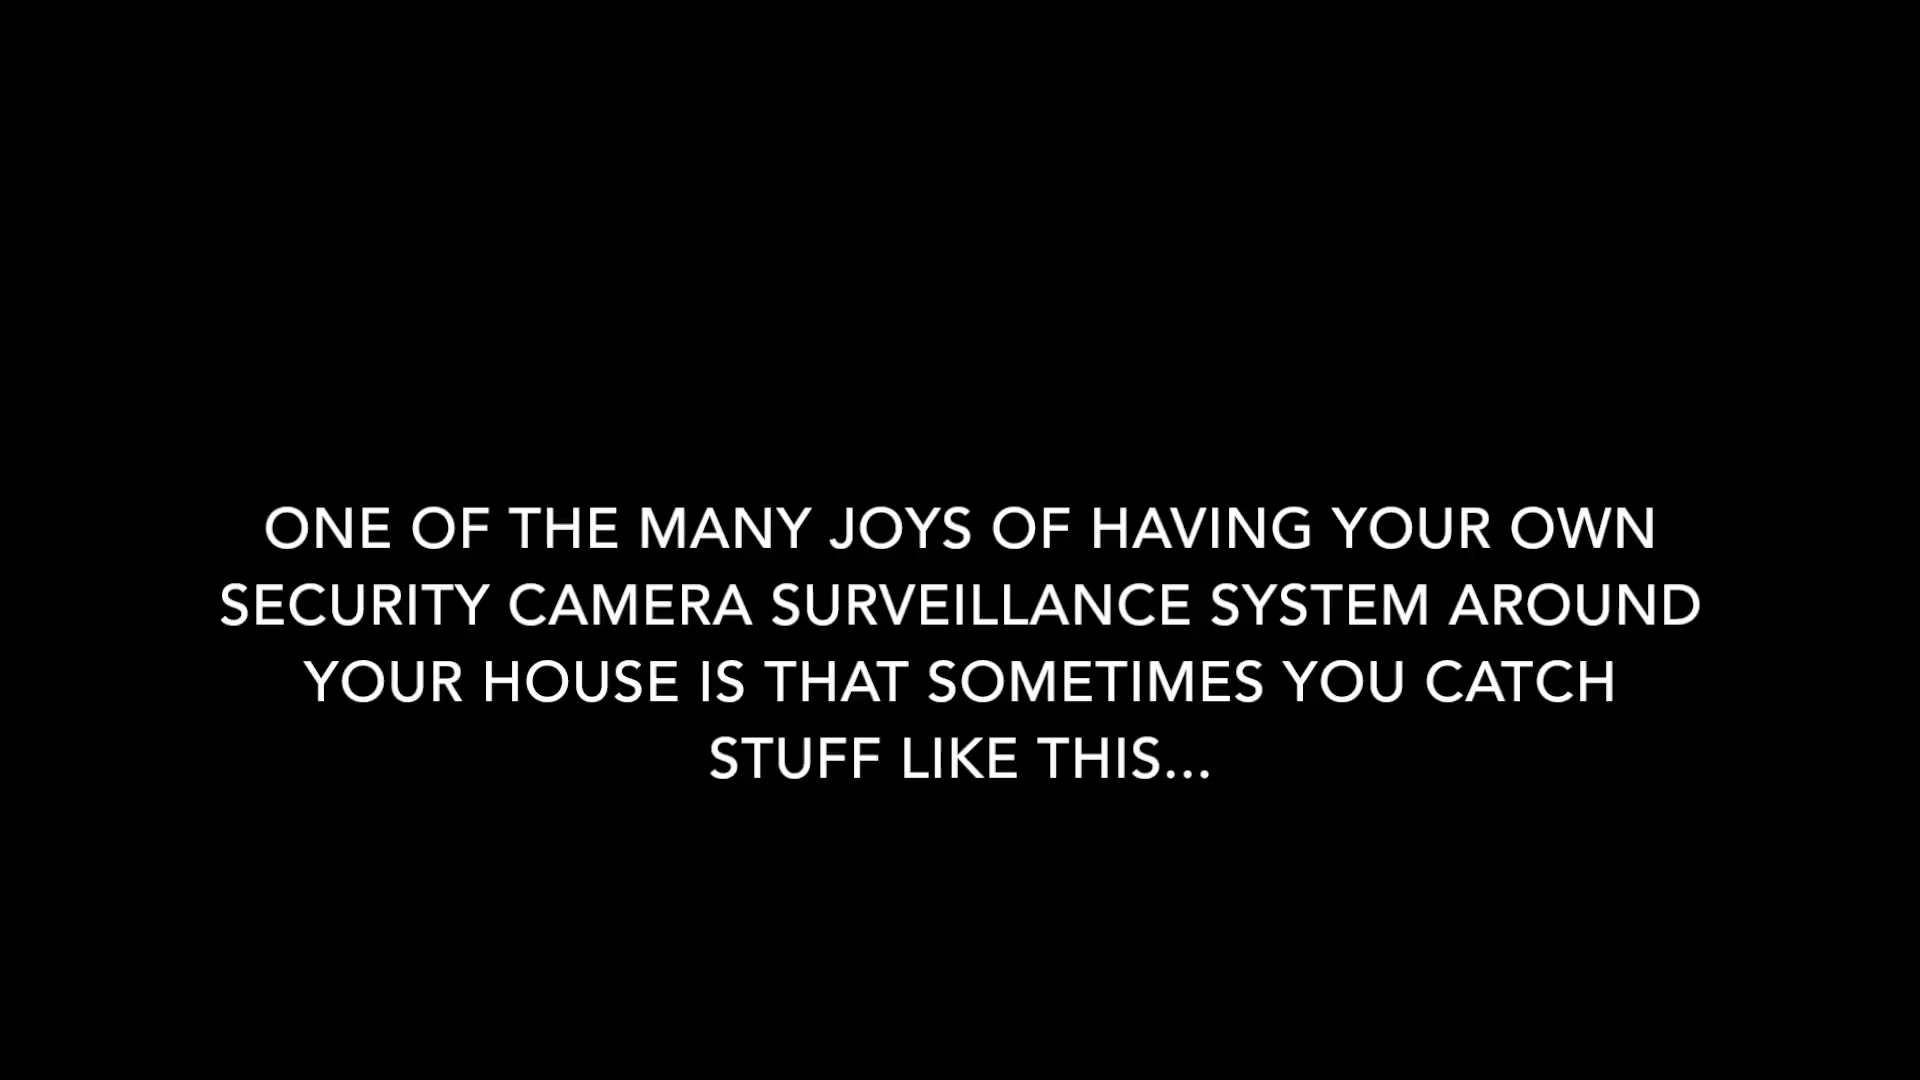 ONE OF THE MANY JOYS OF HAVING YOUR OWN
SECURITY CAMERA SURVEILLANCE SYSTEM AROUND
YOUR HOUSE IS THAT SOMETIMES YOU CATCH
STUFF LIKE THIS...